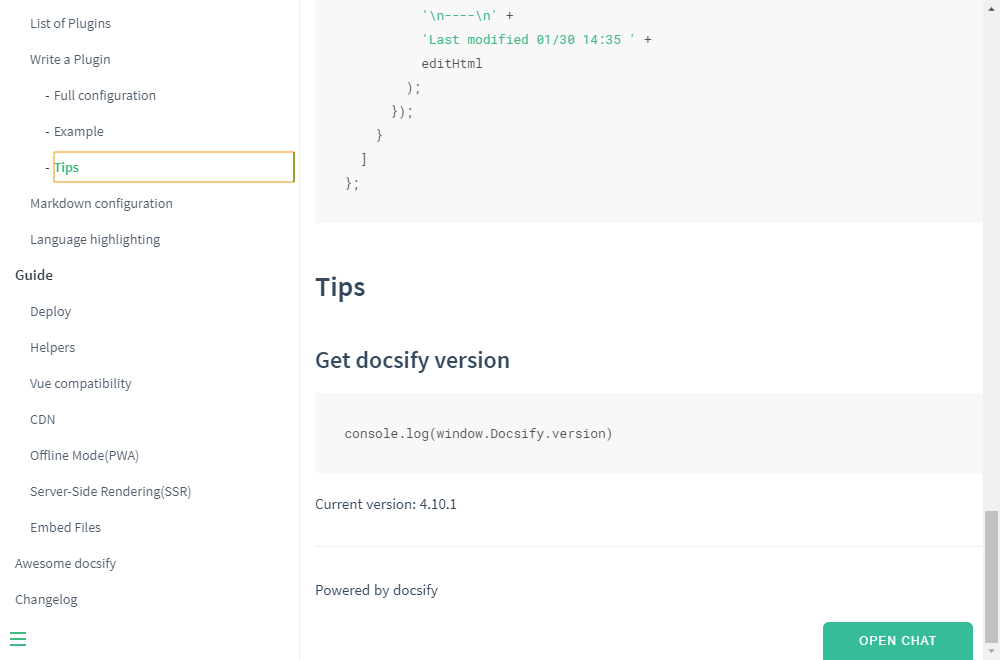 List of Plugins
Write a Plugin
- Full configuration
- Example
- Tips
Markdown configuration
Language highlighting
Guide
Deploy
Helpers
Vue compatibility
CDN
Offline Mode(PWA)
Server-Side Rendering(SSR)
Embed Files
Awesome docsify
Changelog
'\n----\n' +
'Last modified 01/30 14:35 ' +
editHtml
);
});
}
]
};
Tips
Get docsify version
console.log(window.Docsify.version)
Current version: 4.10.1
Powered by docsify
OPEN CHAT